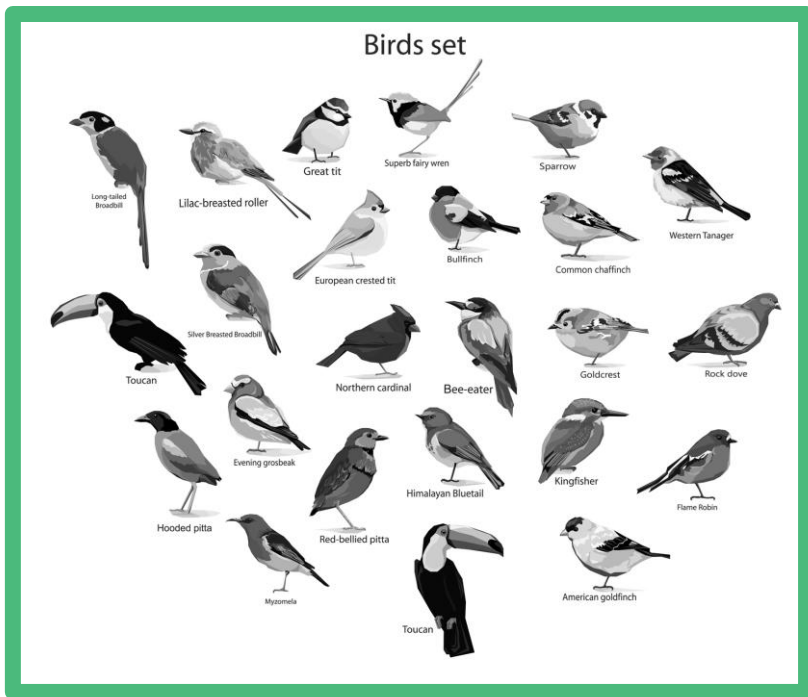 Birds set
Long-tailed
Broadbill
Lilac-breasted roller
Great tit
Superb fairy wren
Sparrow
Western Tanager
European crested tit
Bullfinch
Common chaffinch
Silver Breasted Broadbill
Toucan
Northern cardinal
Bee-eater
Goldcrest
Rock dove
Evening grosbeak
Hooded pitta
Red-bellied pitta
Himalayan Bluetail
Kingfisher
Flame Robin
Myzomela
Toucan
American goldfinch